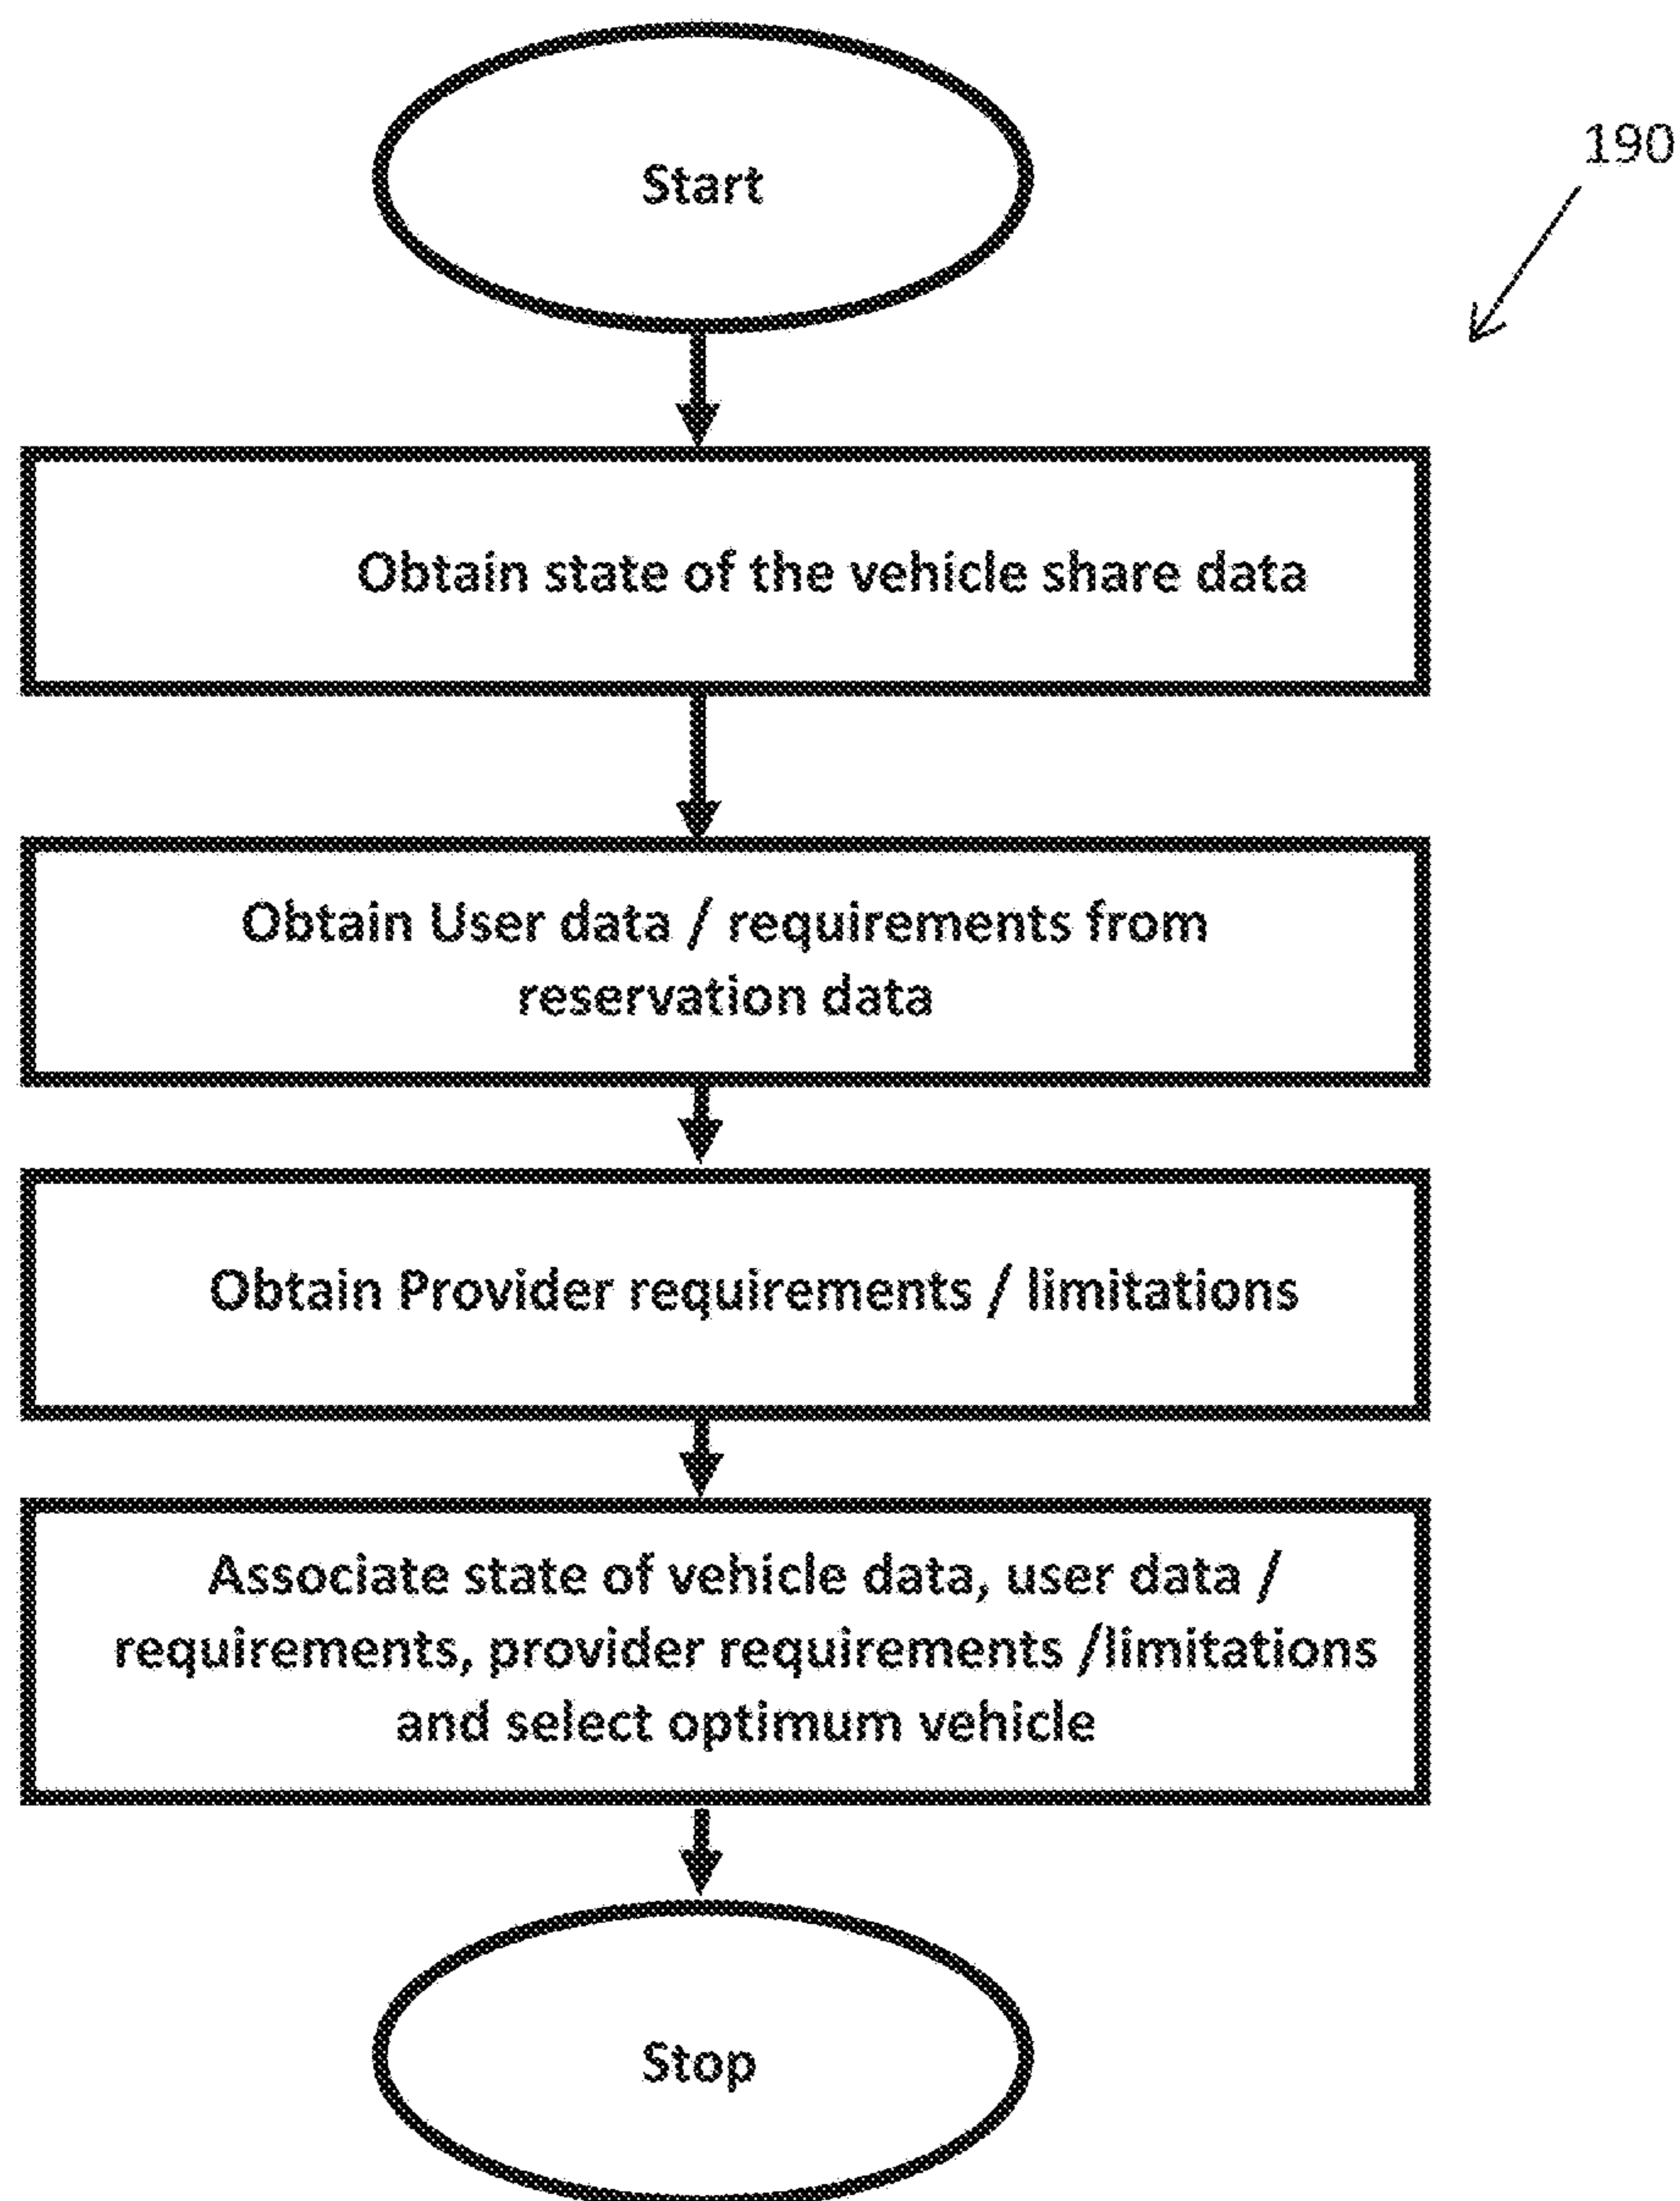 Start
190
Obtain state of the vehicle share data
Obtain User data / requirements from
reservation data
Obtain Provider requirements / limitations
Associate state of vehicle data, user data /
requirements, provider requirements /limitations
and select optimum vehicle
Stop